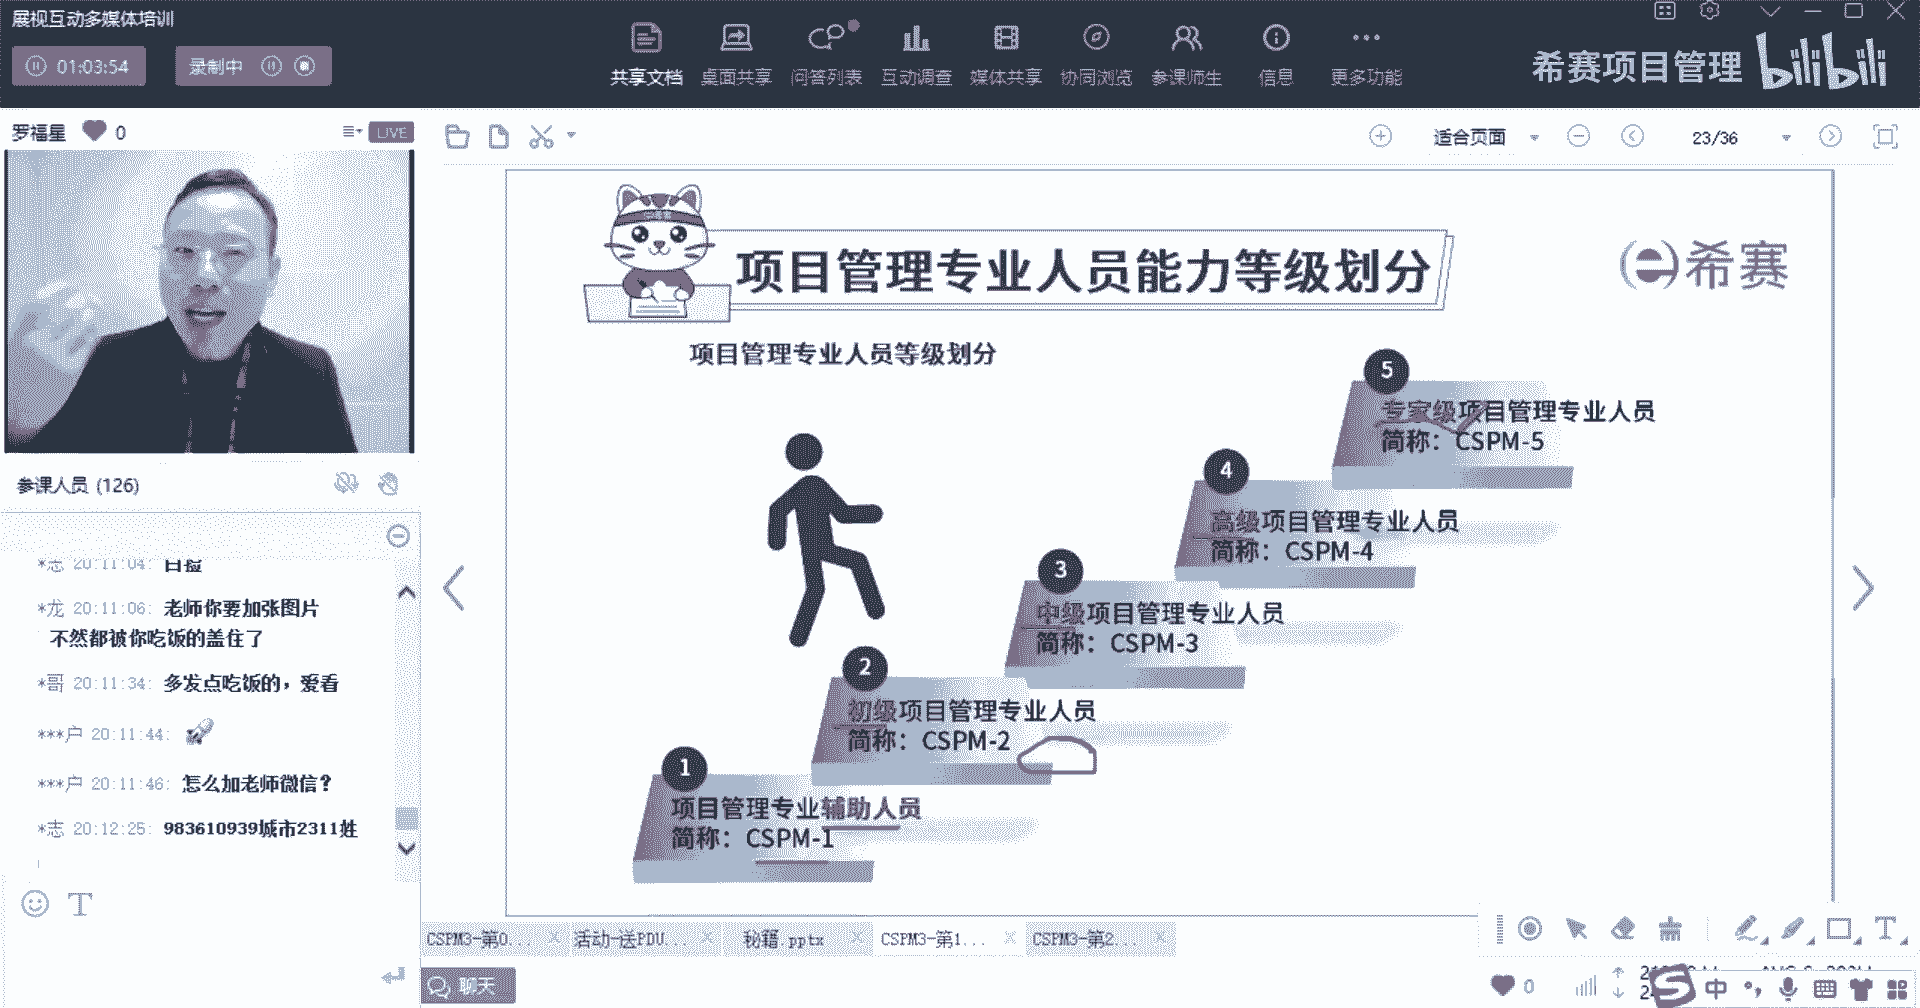 展视互动多媒体培训
01:03:54
录制中
共享文档
桌面共享
问答列表
互动调查
媒体共享
协同浏览
参课师生
信息
更多功能
希赛项目管理
bilibili
罗福星
0
LIVE
适合页面
23/36
项目管理专业人员能力等级划分
希赛
项目管理专业人员等级划分
5
专家级项目管理专业人员
简称：CSPM-5
4
高级项目管理专业人员
简称：CSPM-4
3
中级项目管理专业人员
简称：CSPM-3
2
初级项目管理专业人员
简称：CSPM-2
1
项目管理专业辅助人员
简称：CSPM-1
参课人员 (126)
*志 20:11:04:
*龙 20:11:06: 老师你要加张图片
不然都被你吃饭的盖住了
*哥 20:11:34: 多发点吃饭的，爱看
***户 20:11:44:
***户 20:11:46: 怎么加老师微信？
*志 20:12:25: 983610939城市2311姓
CSPM3-第0...
活动-送PDU...
秘籍.pptx
CSPM3-第1...
CSPM3-第2...
聊天
0
中